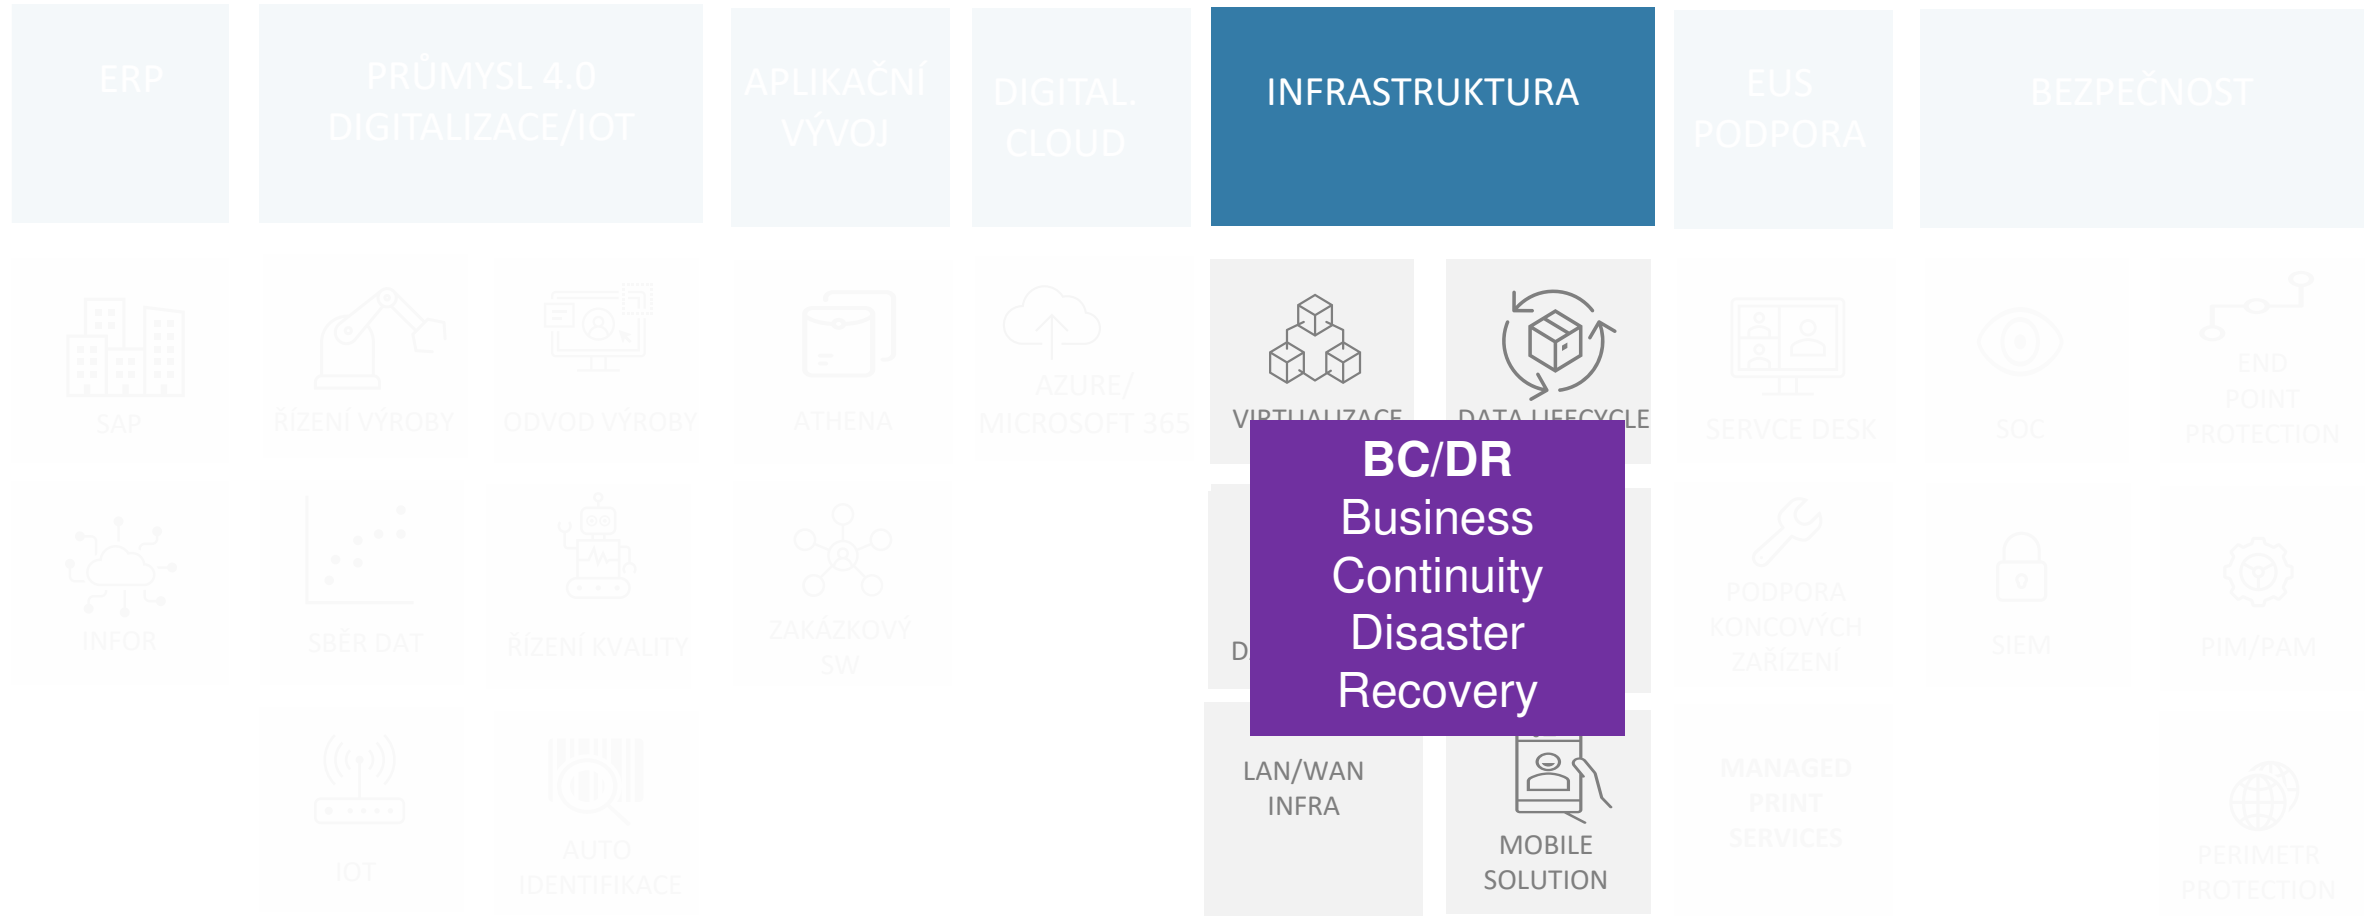 ERP
PRŮMYSL 4.0
DIGITALIZACE/IOT
APLIKAČNÍ
VÝVOJ
DIGITAL.
CLOUD
INFRASTRUKTURA
EUS
PODPORA
BEZPEČNOST
SAP
ŘÍZENÍ VÝROBY
ODVOD VÝROBY
ATHENA
AZURE/
MICROSOFT 365
VIRTUALIZACE
DATA LIFECYCLE
SERVCE DESK
SOC
END
POINT
PROTECTION
BC/DR
Business
Continuity
Disaster
Recovery
INFOR
SBĚR DAT
ŘÍZENÍ KVALITY
ZAKÁZKOVÝ
SW
PODPORA
KONCOVÝCH
ZAŘÍZENÍ
SIEM
PIM/PAM
IOT
AUTO
IDENTIFIKACE
LAN/WAN
INFRA
MOBILE
SOLUTION
MANAGED
PRINT
SERVICES
PERIMETR
PROTECTION